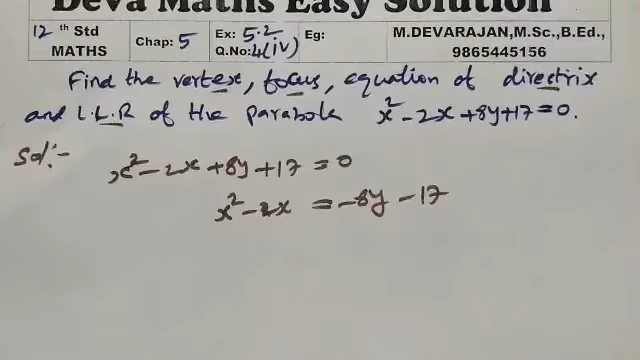 Deva Maths Easy Solution
12 th Std MATHS
Chap: 5
Ex: 5.2
Q.No: 4(iv)
Eg:
M.DEVARAJAN,M.Sc.,B.Ed.,
9865445156
Find the vertex, focus, equation of directrix
and L.L.R of the parabola x² - 2x + 8y + 17 = 0.
Sol:-
x² - 2x + 8y + 17 = 0
x² - 2x = -8y - 17